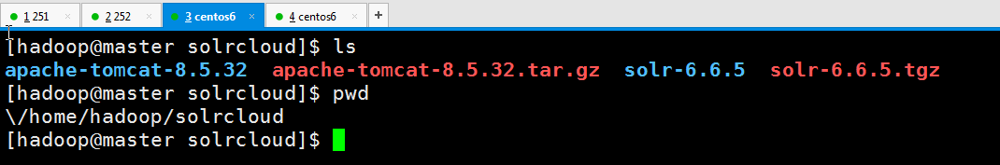 1 251 × 2 252 × 3 centos6 × 4 centos6 × +
[hadoop@master solrcloud]$ ls
apache-tomcat-8.5.32 apache-tomcat-8.5.32.tar.gz solr-6.6.5 solr-6.6.5.tgz
[hadoop@master solrcloud]$ pwd
\/home/hadoop/solrcloud
[hadoop@master solrcloud]$